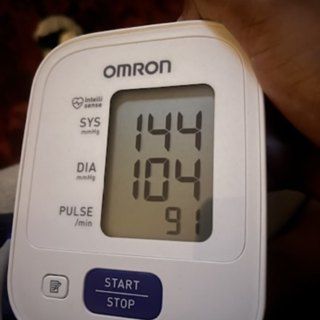 OMRON
Intelli
sense
SYS
mmHg
144
DIA
mmHg
104
PULSE
/min
91
START
STOP